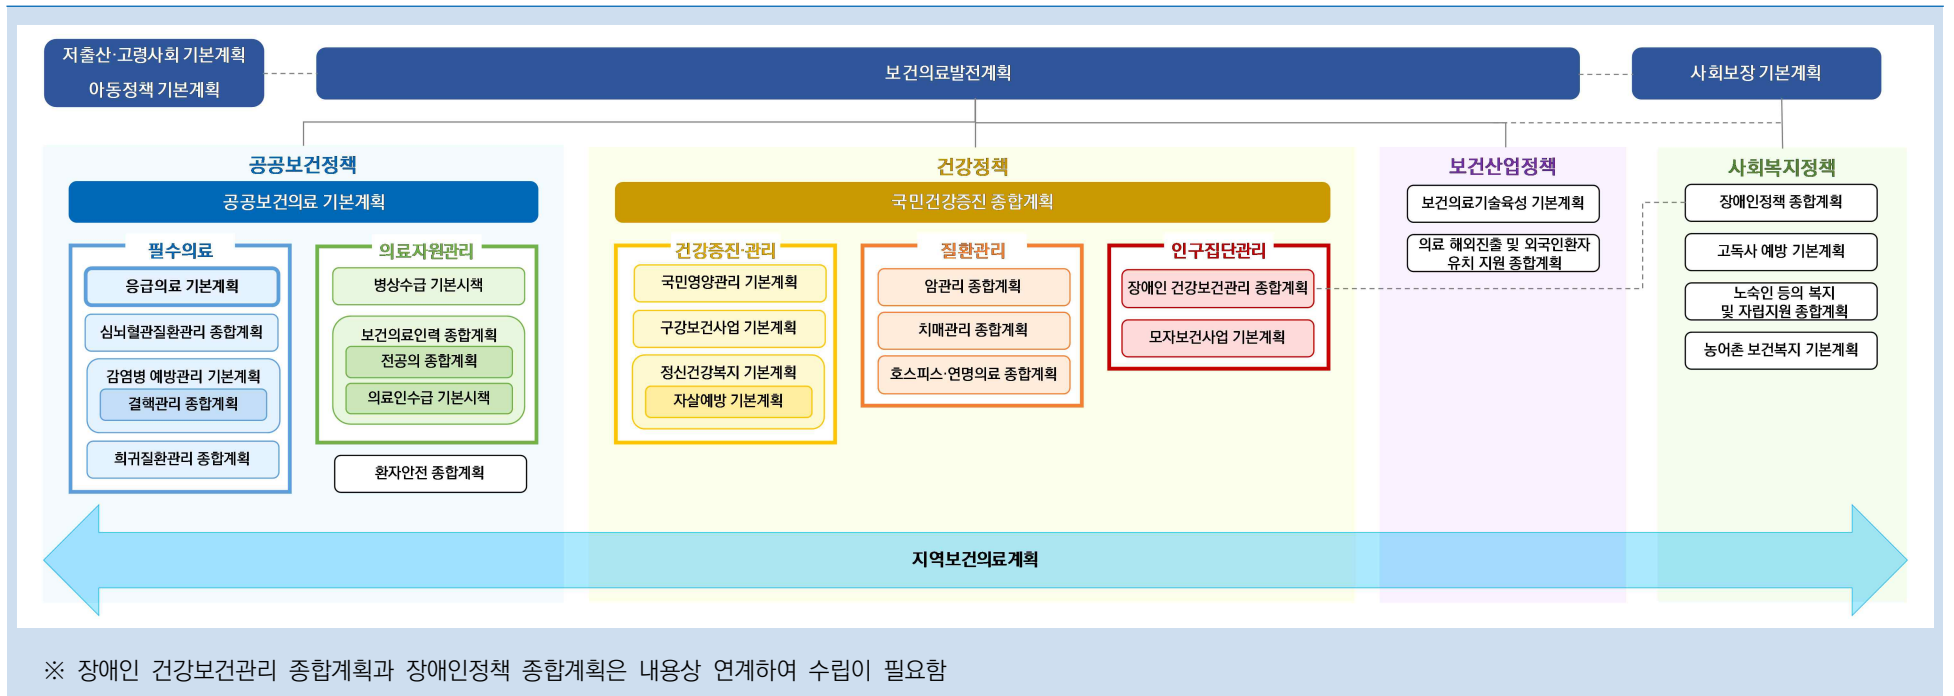 저출산·고령사회 기본계획
아동정책 기본계획
보건의료발전계획
사회보장 기본계획
공공보건정책
공공보건의료 기본계획
필수의료
응급의료 기본계획
심뇌혈관질환관리 종합계획
감염병 예방관리 기본계획
결핵관리 종합계획
희귀질환관리 종합계획
의료자원관리
병상수급 기본시책
보건의료인력 종합계획
전공의 종합계획
의료인수급 기본시책
환자안전 종합계획
건강정책
국민건강증진 종합계획
건강증진·관리
국민영양관리 기본계획
구강보건사업 기본계획
정신건강복지 기본계획
자살예방 기본계획
질환관리
암관리 종합계획
치매관리 종합계획
호스피스·연명의료 종합계획
인구집단관리
장애인 건강보건관리 종합계획
모자보건사업 기본계획
보건산업정책
보건의료기술육성 기본계획
의료 해외진출 및 외국인환자
유치 지원 종합계획
사회복지정책
장애인정책 종합계획
고독사 예방 기본계획
노숙인 등의 복지
및 자립지원 종합계획
농어촌 보건복지 기본계획
지역보건의료계획
※ 장애인 건강보건관리 종합계획과 장애인정책 종합계획은 내용상 연계하여 수립이 필요함